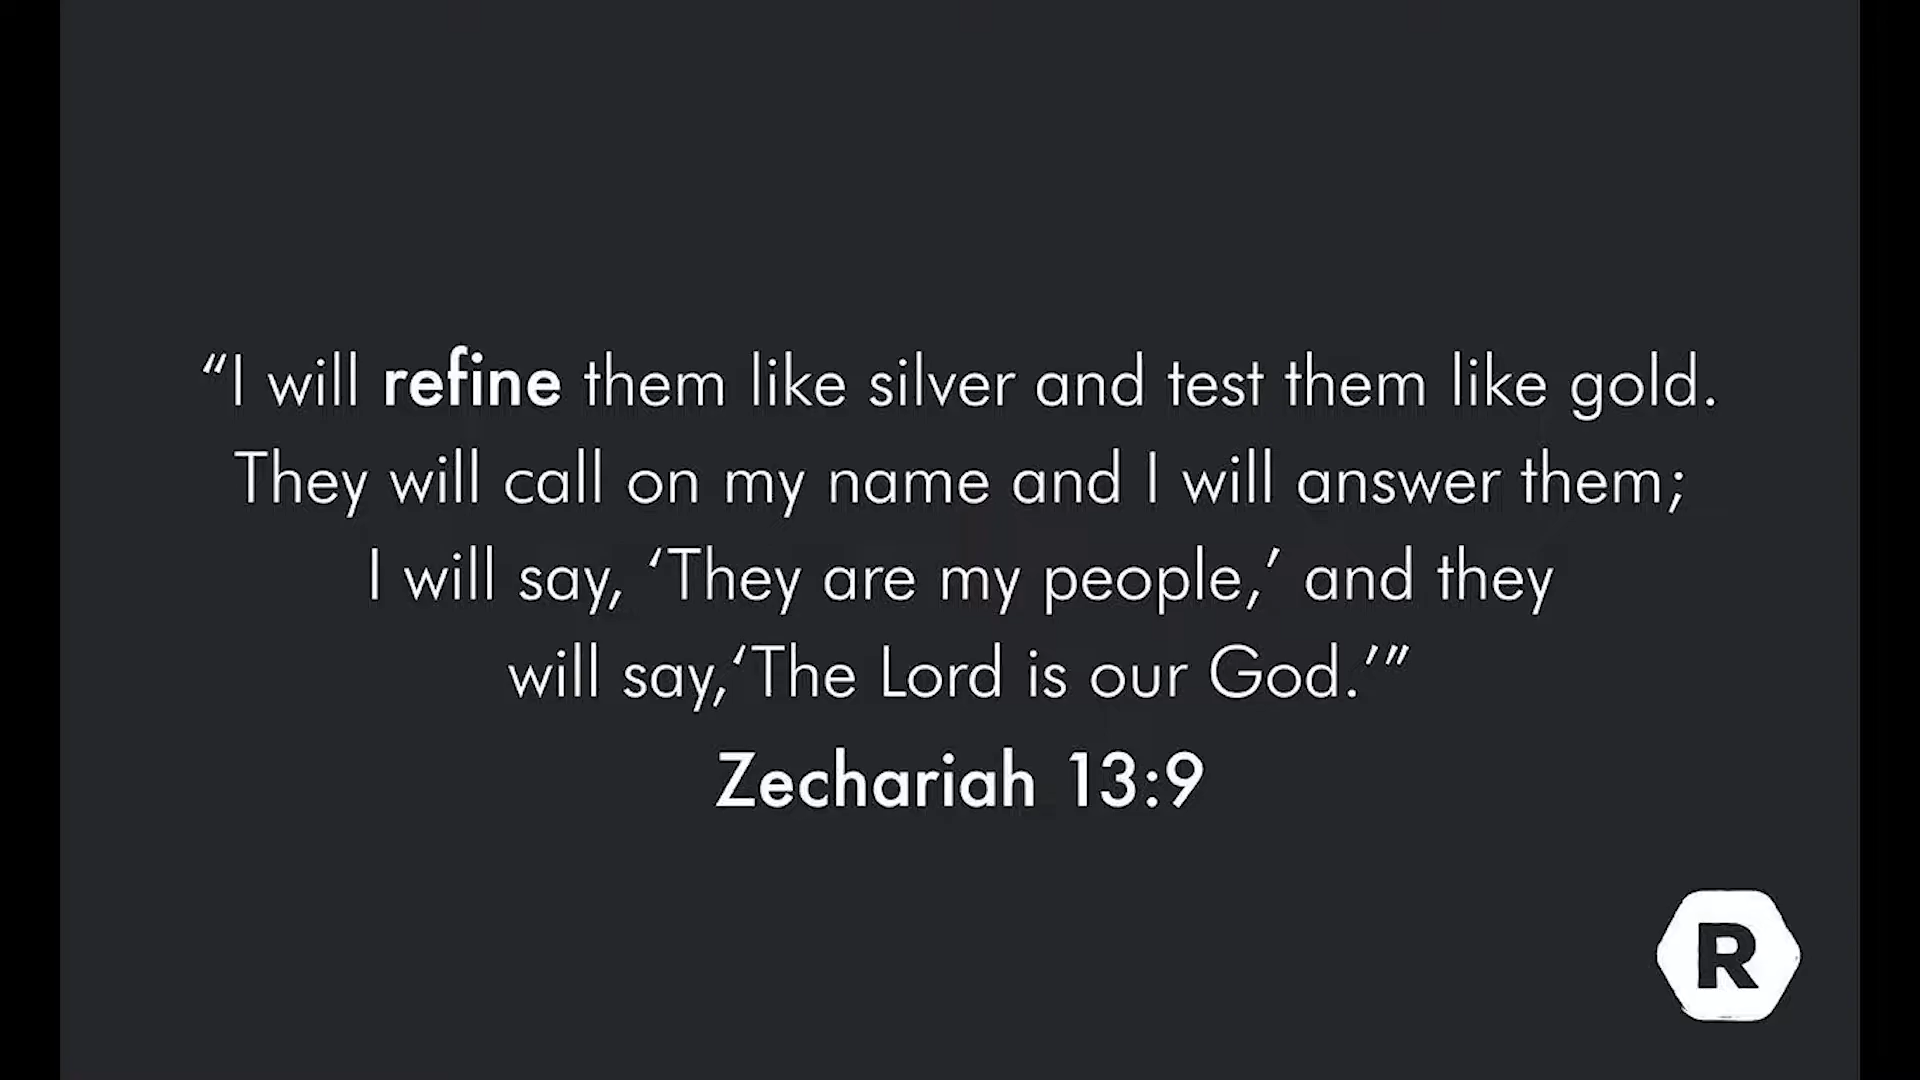 “I will refine them like silver and test them like gold.
They will call on my name and I will answer them;
I will say, ‘They are my people,’ and they
will say,‘The Lord is our God.’”
Zechariah 13:9
R